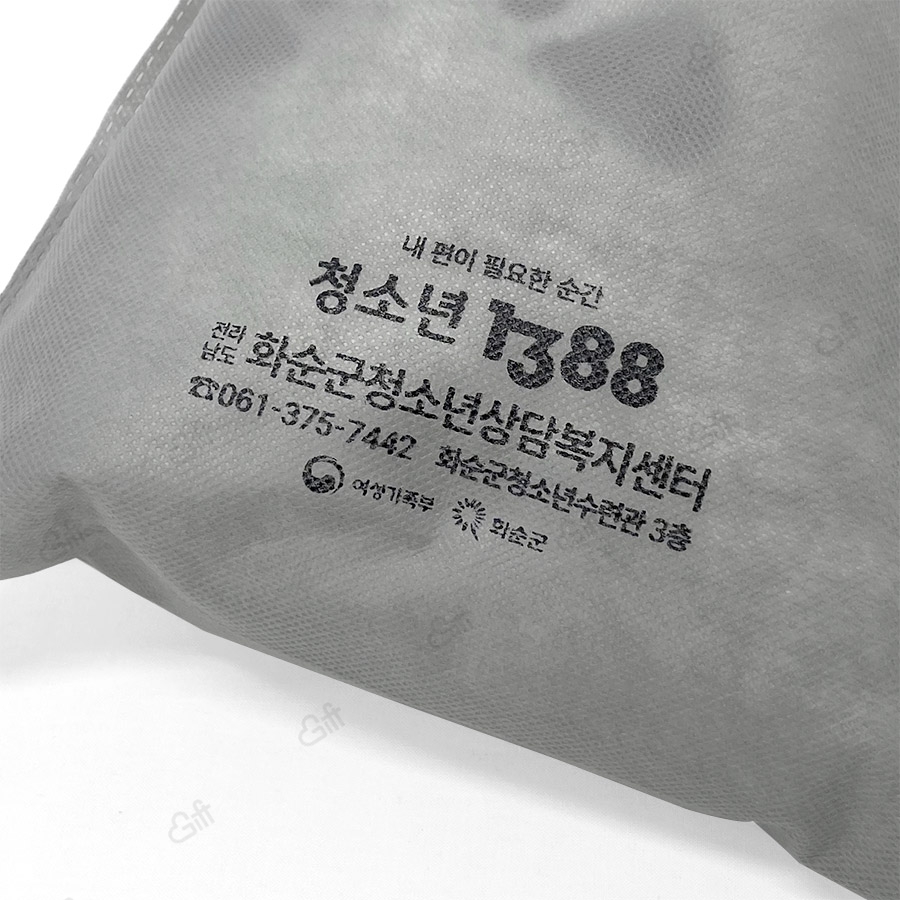 내 편이 필요한 순간
청소년 1388
전라남도 화순군청소년상담복지센터
☎061-375-7442 화순군청소년수련관 3층
여성가족부 화순군
Gift
Gift